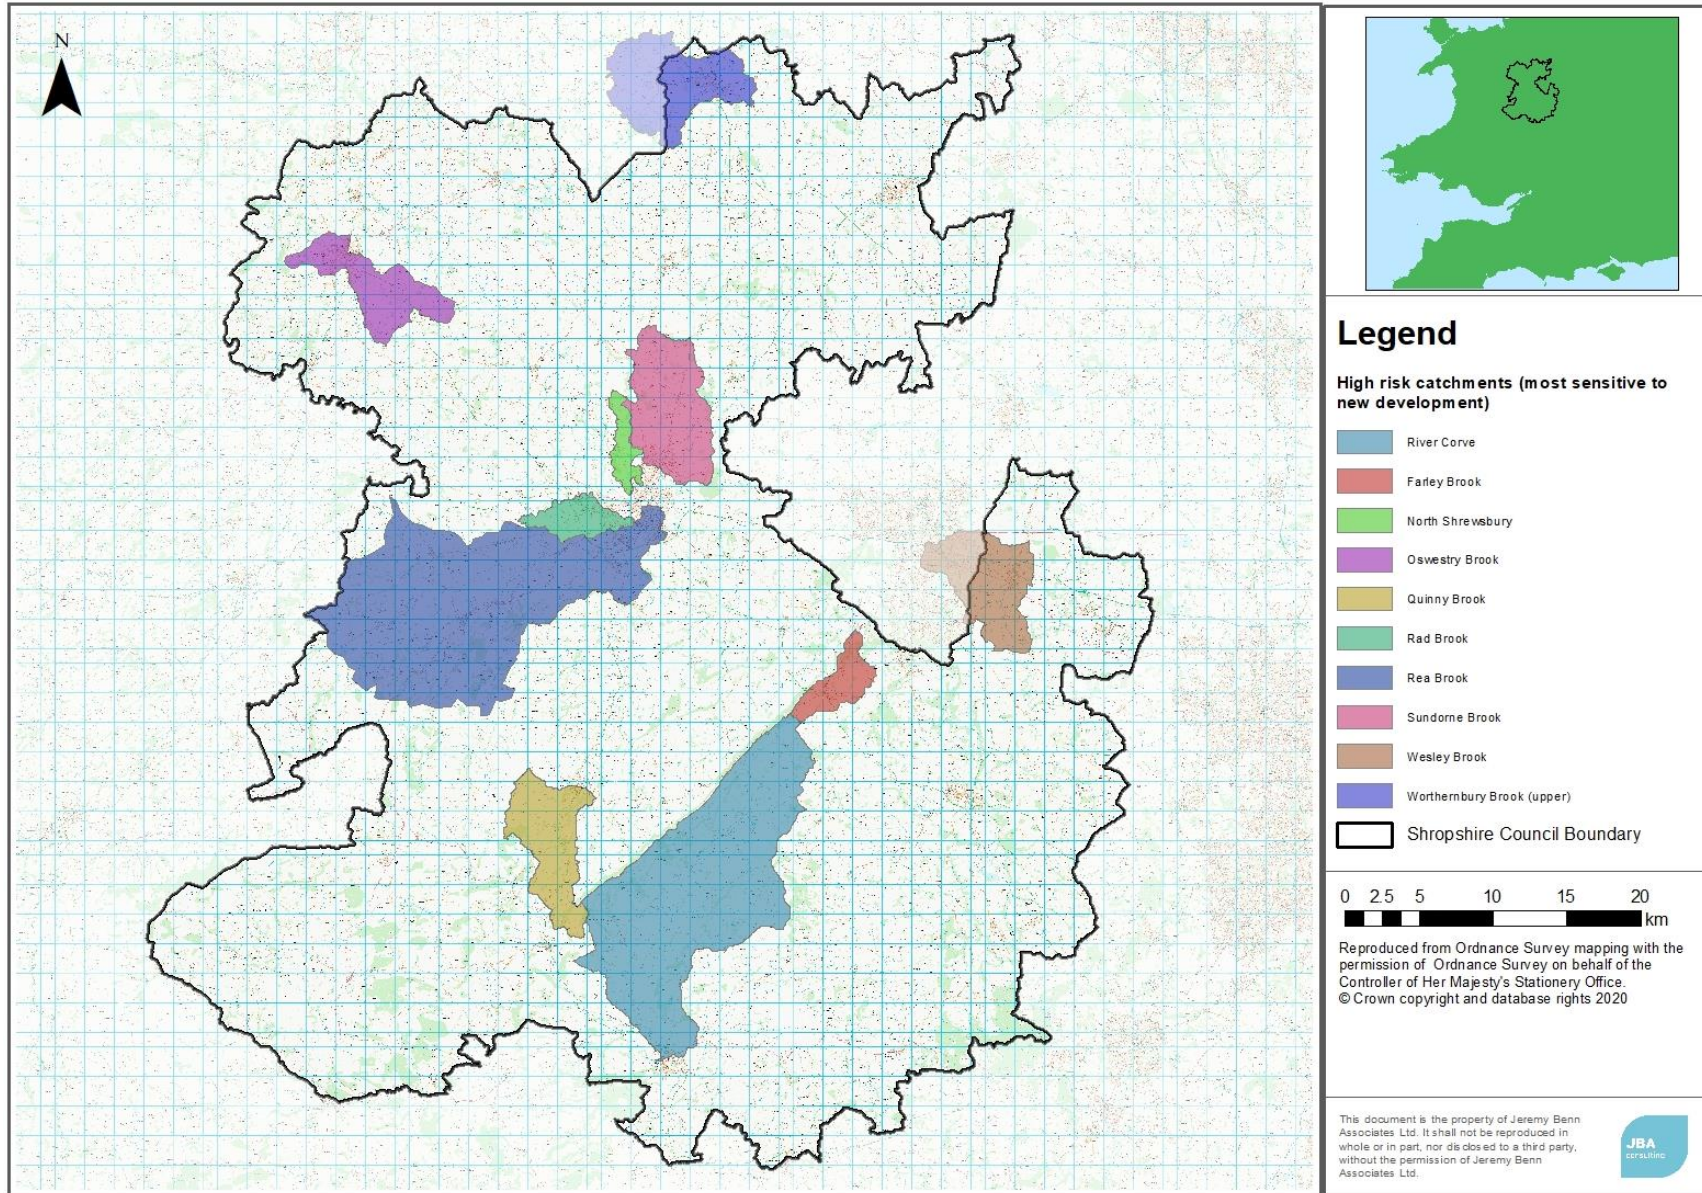 N
Legend
High risk catchments (most sensitive to
new development)
River Corve
Farley Brook
North Shrewsbury
Oswestry Brook
Quinny Brook
Rad Brook
Rea Brook
Sundorne Brook
Wesley Brook
Worthernbury Brook (upper)
Shropshire Council Boundary
0 2.5 5 10 15 20
km
Reproduced from Ordnance Survey mapping with the
permission of Ordnance Survey on behalf of the
Controller of Her Majesty's Stationery Office.
© Crown copyright and database rights 2020
This document is the property of Jeremy Benn
Associates Ltd. It shall not be reproduced in
whole or in part, nor disclosed to a third party,
without the permission of Jeremy Benn
Associates Ltd.
JBA
consulting